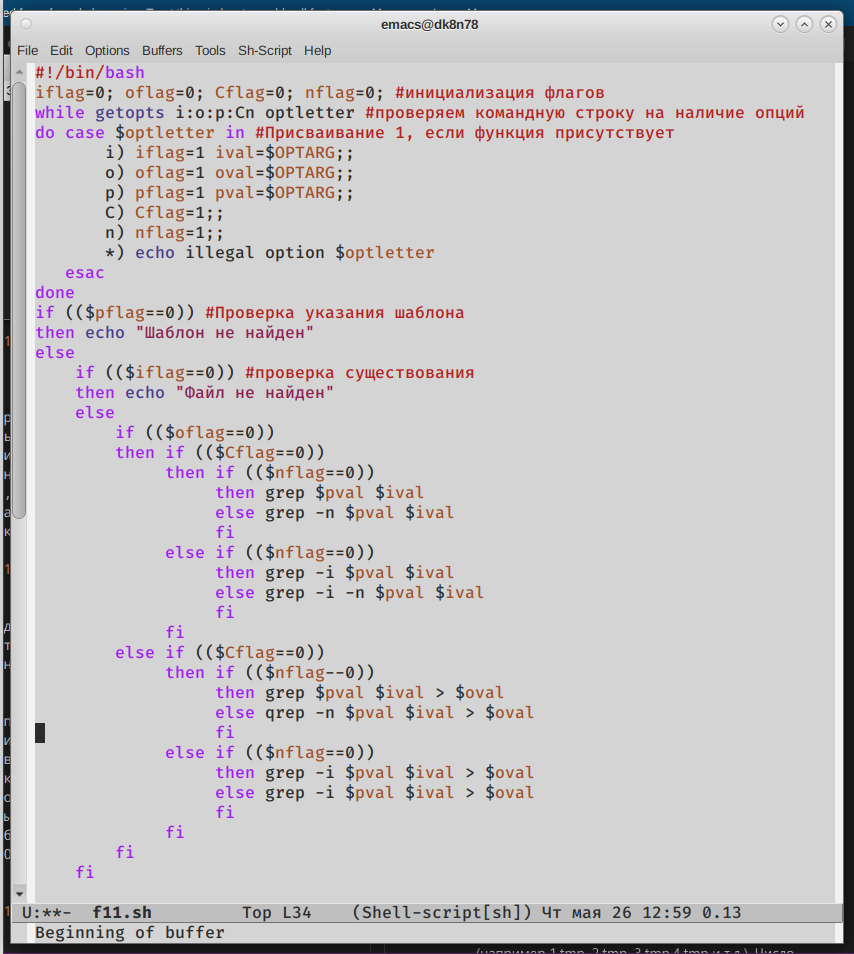 emacs@dk8n78
File Edit Options Buffers Tools Sh-Script Help
#!/bin/bash
iflag=0; oflag=0; Cflag=0; nflag=0; #инициализация флагов
while getopts i:o:p:Cn optletter #проверяем командную строку на наличие опций
do case $optletter in #Присваивание 1, если функция присутствует
i) iflag=1 ival=$OPTARG;;
o) oflag=1 oval=$OPTARG;;
p) pflag=1 pval=$OPTARG;;
C) Cflag=1;;
n) nflag=1;;
*) echo illegal option $optletter
esac
done
if (($pflag==0)) #Проверка указания шаблона
then echo "Шаблон не найден"
else
if (($iflag==0)) #проверка существования
then echo "Файл не найден"
else
if (($oflag==0))
then if (($Cflag==0))
then if (($nflag==0))
then grep $pval $ival
else grep -n $pval $ival
fi
else if (($nflag==0))
then grep -i $pval $ival
else grep -i -n $pval $ival
fi
fi
else if (($Cflag==0))
then if (($nflag--0))
then grep $pval $ival > $oval
else qrep -n $pval $ival > $oval
fi
else if (($nflag==0))
then grep -i $pval $ival > $oval
else grep -i $pval $ival > $oval
fi
fi
fi
fi
U:**- f11.sh Top L34 (Shell-script[sh]) Чт мая 26 12:59 0.13
Beginning of buffer